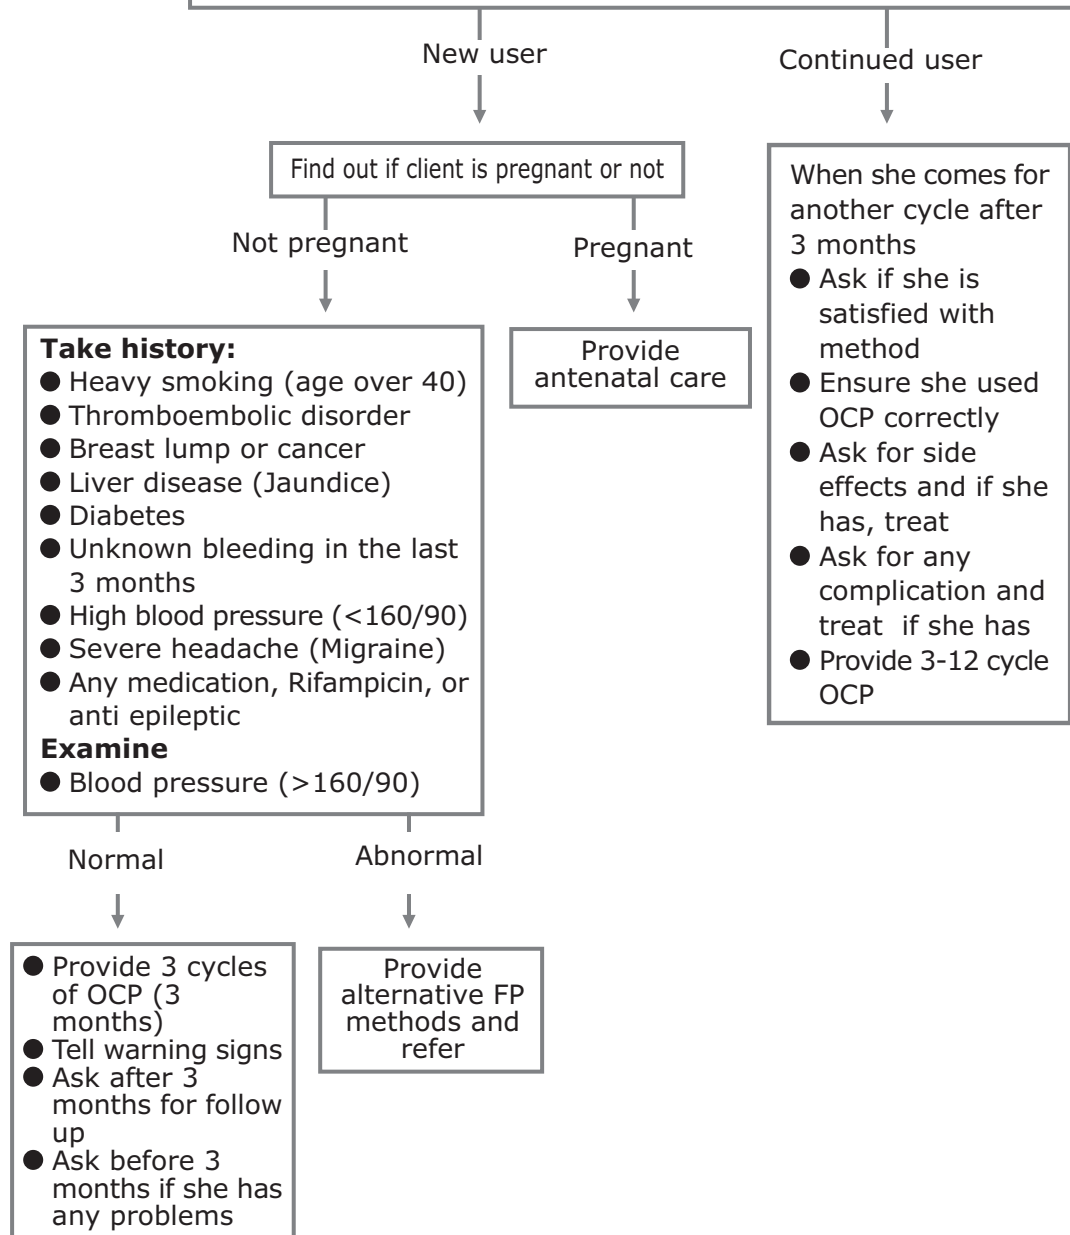 New user
Continued user
Find out if client is pregnant or not
Not pregnant
Pregnant
When she comes for
another cycle after
3 months
● Ask if she is
satisfied with
method
● Ensure she used
OCP correctly
● Ask for side
effects and if she
has, treat
● Ask for any
complication and
treat if she has
● Provide 3-12 cycle
OCP
Take history:
● Heavy smoking (age over 40)
● Thromboembolic disorder
● Breast lump or cancer
● Liver disease (Jaundice)
● Diabetes
● Unknown bleeding in the last
3 months
● High blood pressure (<160/90)
● Severe headache (Migraine)
● Any medication, Rifampicin, or
anti epileptic
Examine
● Blood pressure (>160/90)
Provide
antenatal care
Normal
Abnormal
● Provide 3 cycles
of OCP (3
months)
● Tell warning signs
● Ask after 3
months for follow
up
● Ask before 3
months if she has
any problems
Provide
alternative FP
methods and
refer